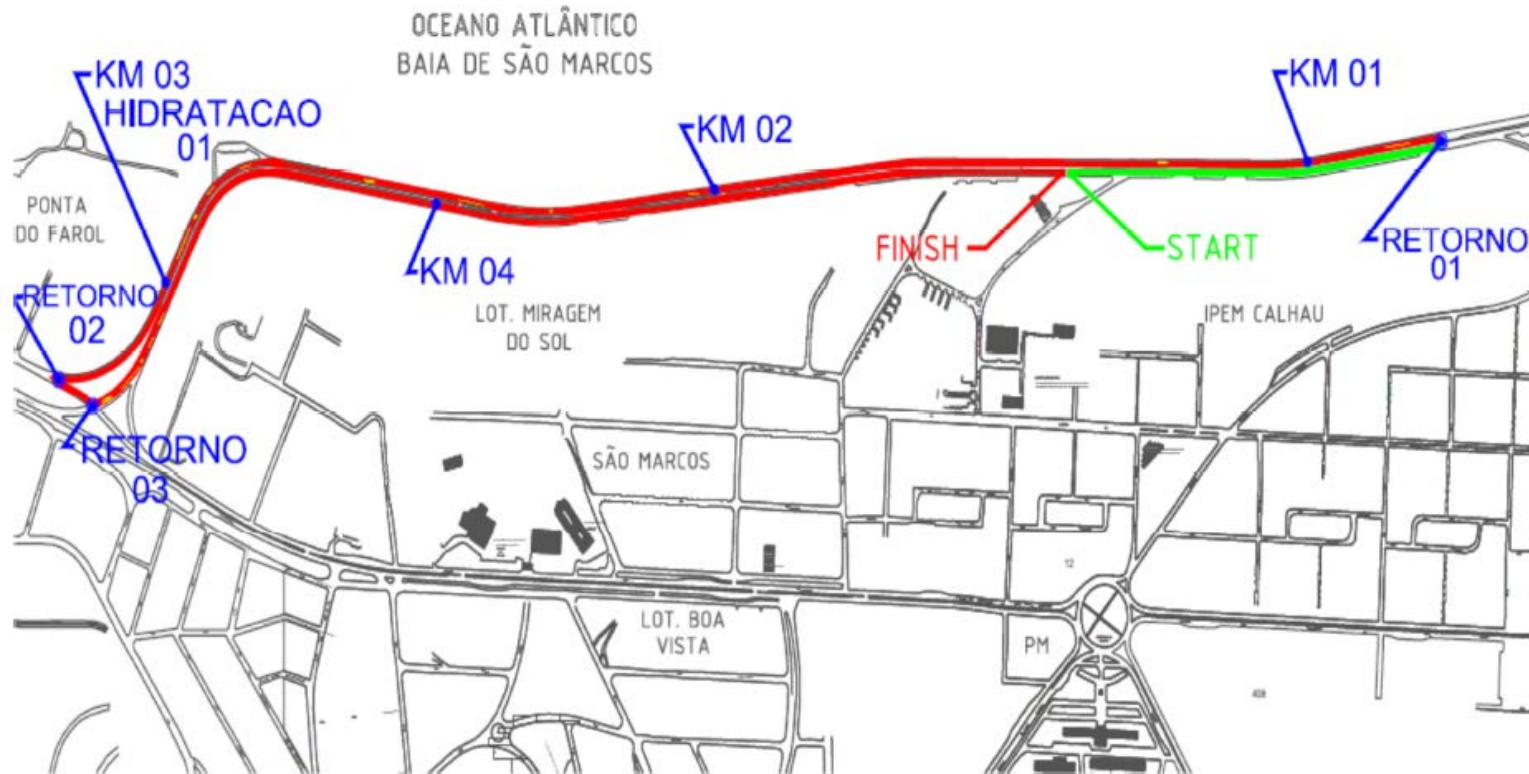 OCEANO ATLÂNTICO
BAIA DE SÃO MARCOS
KM 03
HIDRATACAO
01
KM 02
KM 01
PONTA
DO FAROL
KM 04
FINISH
START
RETORNO
01
RETORNO
02
LOT. MIRAGEM
DO SOL
IPEM CALHAU
RETORNO
03
SÃO MARCOS
12
LOT. BOA
VISTA
PM